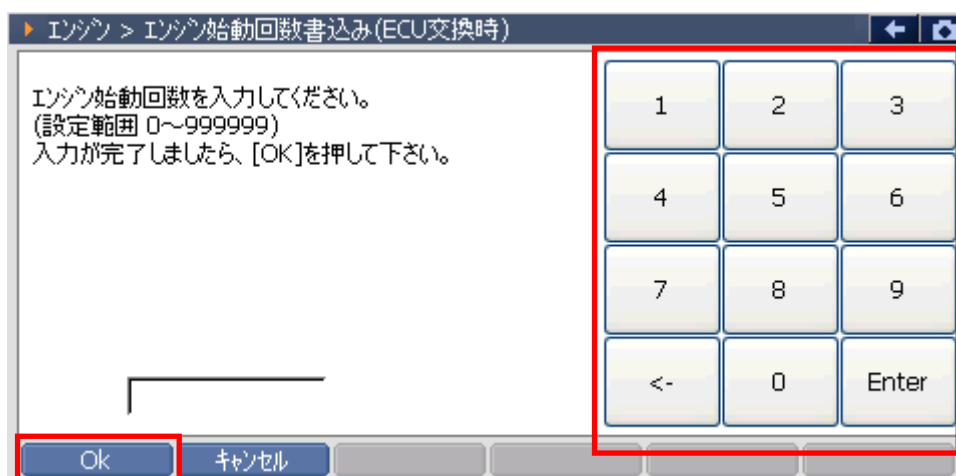 エンジン > エンジン始動回数書込み(ECU交換時)
エンジン始動回数を入力してください。
(設定範囲 0～999999)
入力が完了しましたら、[OK]を押して下さい。
1 2 3
4 5 6
7 8 9
<- 0 Enter
Ok キャンセル